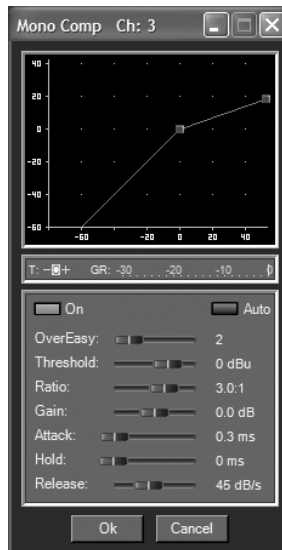 Mono Comp Ch: 3
40
20
0
-20
-40
-60
-60 -20 0 20 40
T: -+ GR: -30 -20 -10 0
On Auto
OverEasy: 2
Threshold: 0 dBu
Ratio: 3.0:1
Gain: 0.0 dB
Attack: 0.3 ms
Hold: 0 ms
Release: 45 dB/s
Ok Cancel